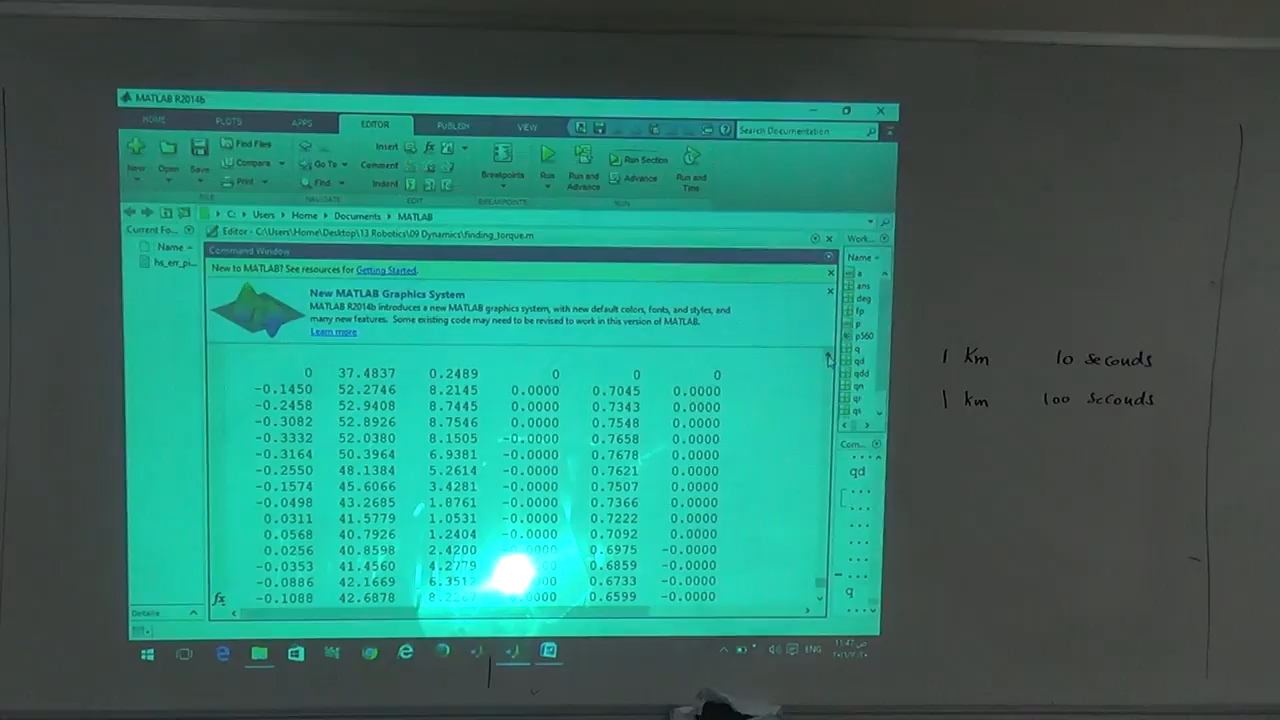 MATLAB R2014b
HOME PLOTS APPS EDITOR PUBLISH VIEW Search Documentation
New Open Save Find Files Compare Print Go To Find Insert fx Comment Indent Breakpoints Run Run and Advance Run Section Advance Run and Time
FILE NAVIGATE EDIT BREAKPOINTS RUN
C: Users Home Documents MATLAB
Current Fo... Editor - C:\Users\Home\Desktop\13 Robotics\09 Dynamics\finding_torque.m Work...
Name Command Window Name
hs_err_pi... New to MATLAB? See resources for Getting Started.
New MATLAB Graphics System
MATLAB R2014b introduces a new MATLAB graphics system, with new default colors, fonts, and styles, and
many new features. Some existing code may need to be revised to work in this version of MATLAB.
Learn more
a
ans
deg
fp
p
p560
q
qd
qdd
qn
qr
qs
0 37.4837 0.2489 0 0 0
-0.1450 52.2746 8.2145 0.0000 0.7045 0.0000
-0.2458 52.9408 8.7445 0.0000 0.7343 0.0000
-0.3082 52.8926 8.7546 0.0000 0.7548 0.0000
-0.3332 52.0380 8.1505 -0.0000 0.7658 0.0000
-0.3164 50.3964 6.9381 -0.0000 0.7678 0.0000
-0.2550 48.1384 5.2614 -0.0000 0.7621 0.0000
-0.1574 45.6066 3.4281 -0.0000 0.7507 0.0000
-0.0498 43.2685 1.8761 -0.0000 0.7366 0.0000
0.0311 41.5779 1.0531 -0.0000 0.7222 0.0000
0.0568 40.7926 1.2404 -0.0000 0.7092 0.0000
0.0256 40.8598 2.4200 0.6975 -0.0000
-0.0353 41.4560 4.2779 0.6859 -0.0000
-0.0886 42.1669 0.6733 -0.0000
fx -0.1088 42.6878 0.6599 -0.0000
Com...
qd
q
Details
ENG 11:47
1 Km 10 seconds
1 km 100 seconds